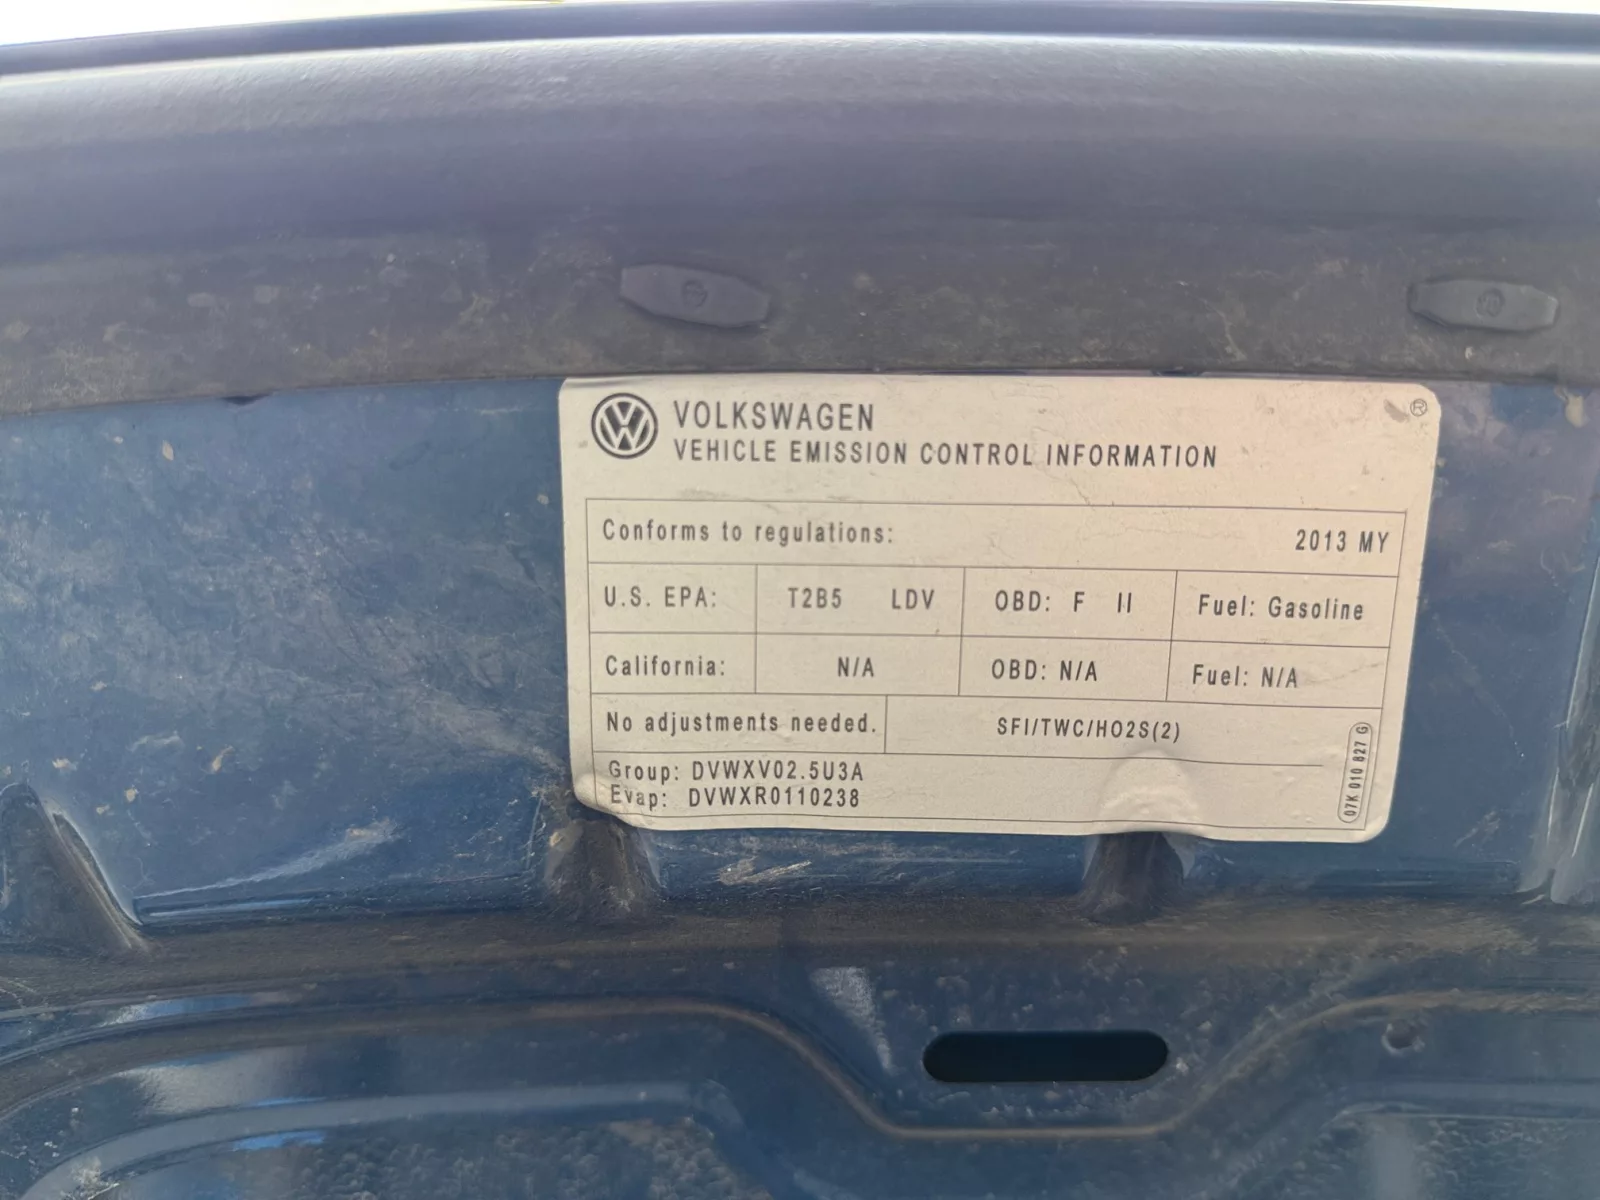 VOLKSWAGEN
®
VEHICLE EMISSION CONTROL INFORMATION
Conforms to regulations: 2013 MY
U.S. EPA: T2B5 LDV OBD: F II Fuel: Gasoline
California: N/A OBD: N/A Fuel: N/A
No adjustments needed. SFI/TWC/HO2S(2)
Group: DVWXV02.5U3A
Evap: DVWXR0110238
07K 010 827 G